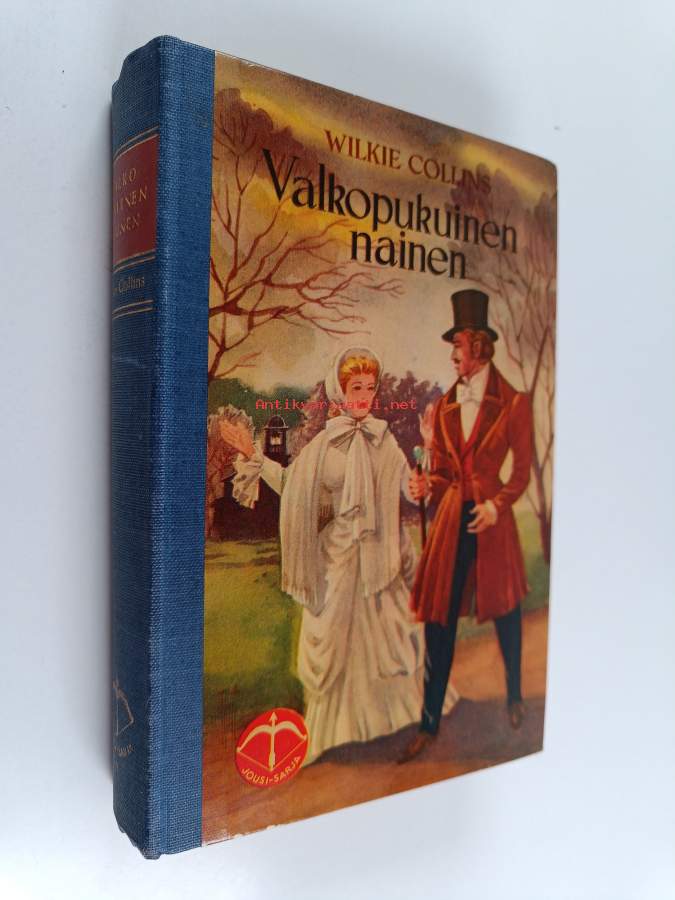 WILKIE COLLINS
Valkopukuinen
nainen
Antikvariaatti.net
JOUSI-SARJA
Collins